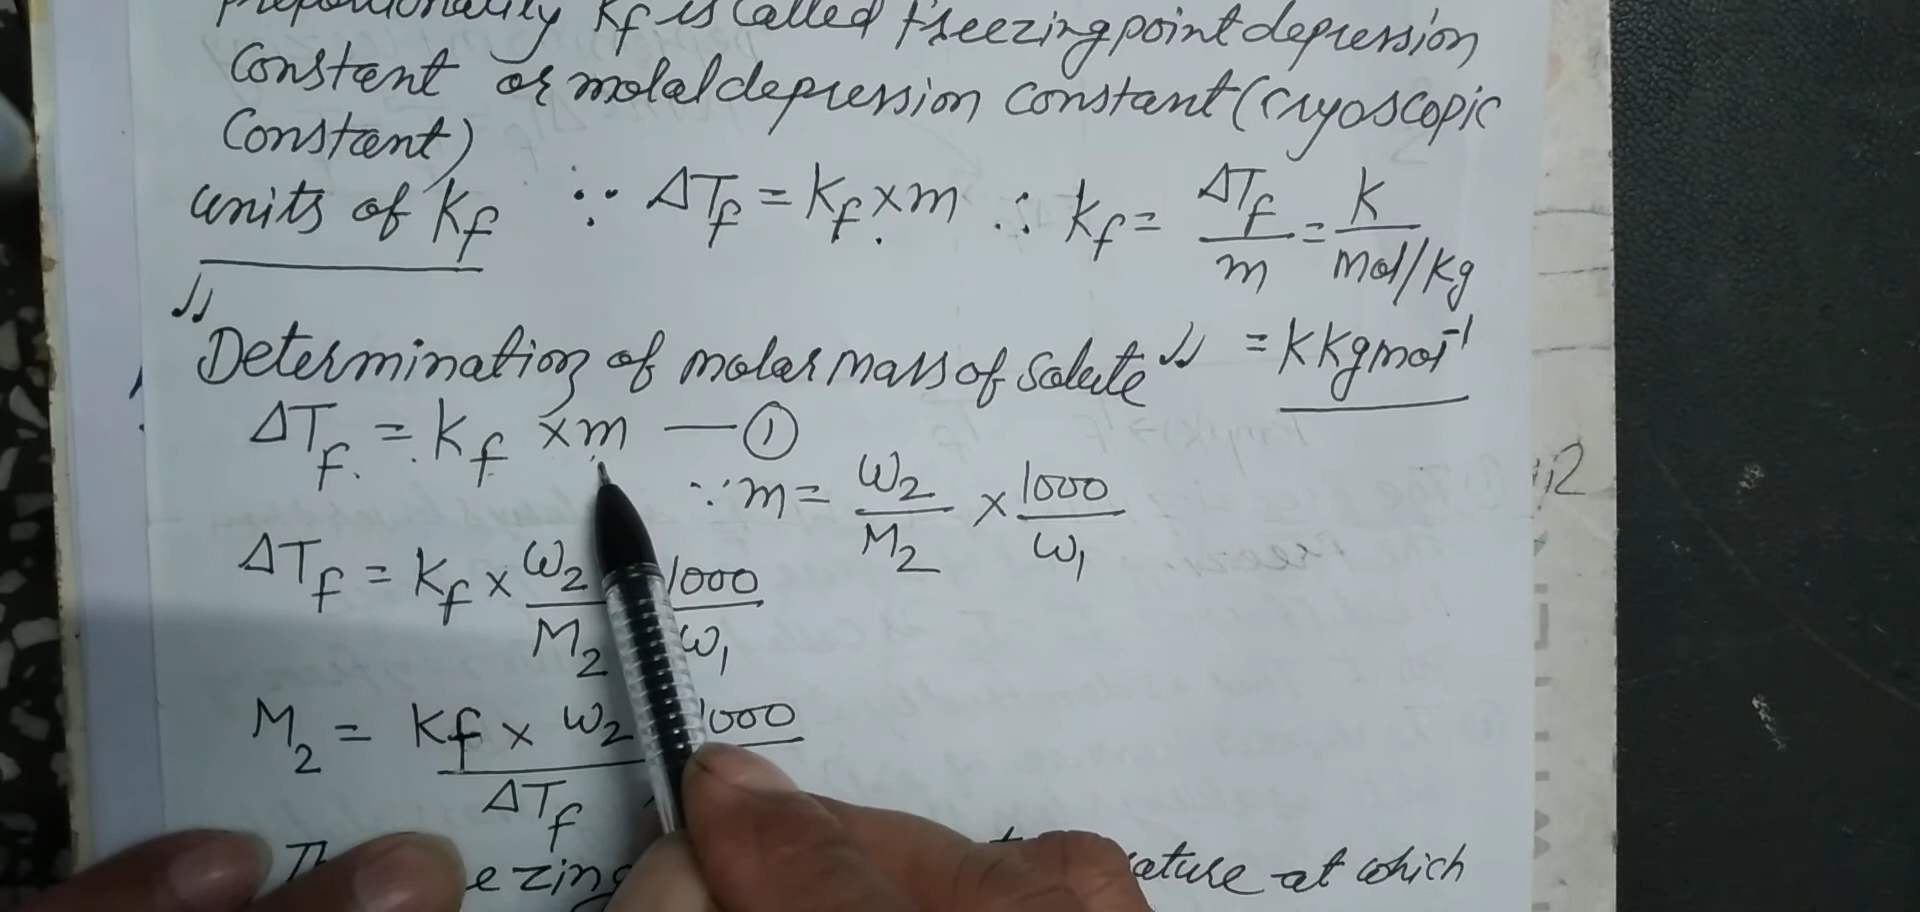 proportionality Kf is called freezing point depression
Constant or molal depression constant (cryoscopic
Constant)
units of Kf ∵ ΔTf = Kf × m ∴ Kf = ΔTf/m = K/mol/kg
"Determination of molar mass of solute" = K kg mol⁻¹
ΔTf = Kf × m — ①
∵ m = W₂/M₂ × 1000/W₁
ΔTf = Kf × W₂/M₂ 1000/W₁
M₂ = Kf × W₂ 1000/ΔTf
ature at which